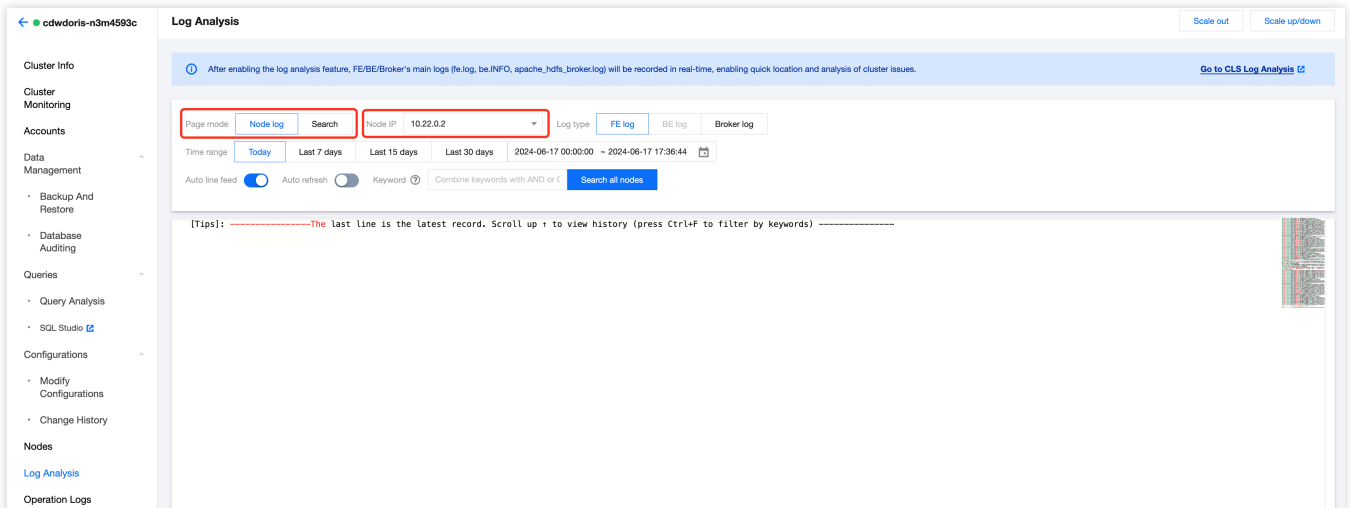 cdwdoris-n3m4593c
Log Analysis
Scale out
Scale up/down
Cluster Info
Cluster
Monitoring
Accounts
Data
Management
Backup And
Restore
Database
Auditing
Queries
Query Analysis
SQL Studio
Configurations
Modify
Configurations
Change History
Nodes
Log Analysis
Operation Logs
After enabling the log analysis feature, FE/BE/Broker's main logs (fe.log, be.INFO, apache_hdfs_broker.log) will be recorded in real-time, enabling quick location and analysis of cluster issues.
Go to CLS Log Analysis
Page mode Node log Search Node IP 10.22.0.2 Log type FE log BE log Broker log
Time range Today Last 7 days Last 15 days Last 30 days 2024-06-17 00:00:00 ~ 2024-06-17 17:36:44
Auto line feed Auto refresh Keyword Combine keywords with AND or Search all nodes
[Tips]: ----------------The last line is the latest record. Scroll up ↑ to view history (press Ctrl+F to filter by keywords) ---------------